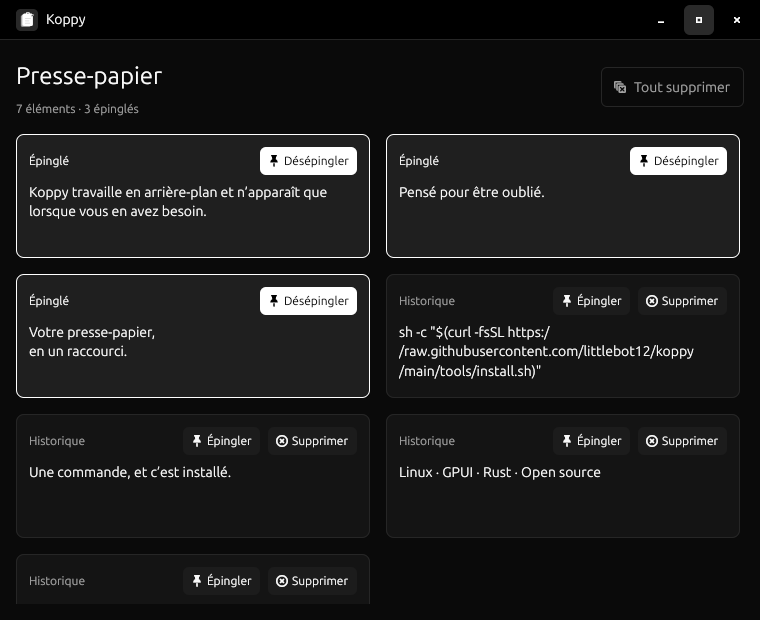 Koppy
Presse-papier
7 éléments · 3 épinglés
Tout supprimer
Épinglé
Désépingler
Koppy travaille en arrière-plan et n’apparaît que
lorsque vous en avez besoin.
Épinglé
Désépingler
Pensé pour être oublié.
Épinglé
Désépingler
Votre presse-papier,
en un raccourci.
Historique
Épingler
Supprimer
sh -c "$(curl -fsSL https:/
/raw.githubusercontent.com/littlebot12/koppy
/main/tools/install.sh)"
Historique
Épingler
Supprimer
Une commande, et c’est installé.
Historique
Épingler
Supprimer
Linux · GPUI · Rust · Open source
Historique
Épingler
Supprimer